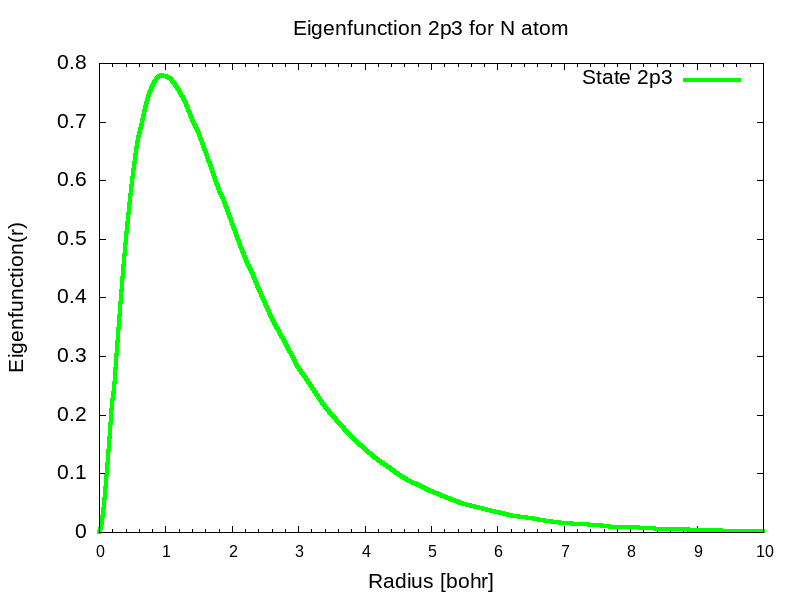 Eigenfunction 2p3 for N atom
State 2p3
0.8
0.7
0.6
0.5
0.4
0.3
0.2
0.1
0
Eigenfunction(r)
0 1 2 3 4 5 6 7 8 9 10
Radius [bohr]